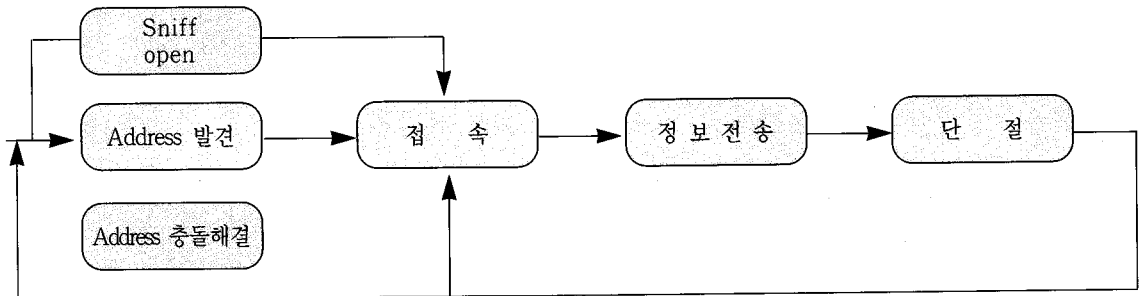 Sniff
open
Address 발견
접 속
정보전송
단 절
Address 충돌해결